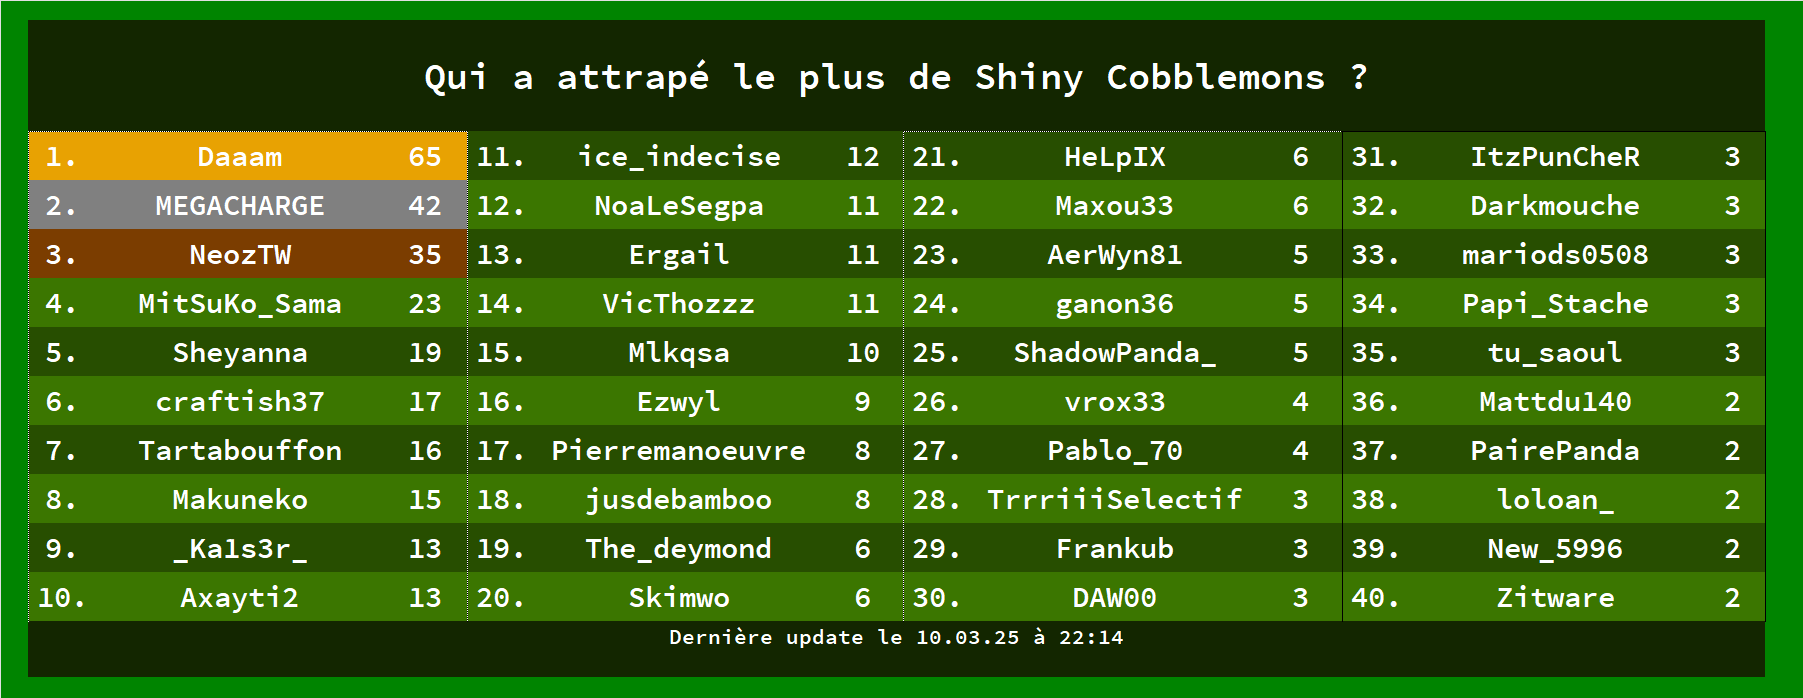 Qui a attrapé le plus de Shiny Cobblemons ?
1. Daaam 65
2. MEGACHARGE 42
3. NeozTW 35
4. MitSuKo_Sama 23
5. Sheyanna 19
6. craftish37 17
7. Tartabouffon 16
8. Makuneko 15
9. _Ka1s3r_ 13
10. Axayti2 13
11. ice_indecise 12
12. NoaLeSegpa 11
13. Ergail 11
14. VicThozzz 11
15. Mlkqsa 10
16. Ezwyl 9
17. Pierremanoeuvre 8
18. jusdebamboo 8
19. The_deymond 6
20. Skimwo 6
21. HeLpIX 6
22. Maxou33 6
23. AerWyn81 5
24. ganon36 5
25. ShadowPanda_ 5
26. vrox33 4
27. Pablo_70 4
28. TrrriiiSelectif 3
29. Frankub 3
30. DAW00 3
31. ItzPunCheR 3
32. Darkmouche 3
33. mariods0508 3
34. Papi_Stache 3
35. tu_saoul 3
36. Mattdu140 2
37. PairePanda 2
38. loloan_ 2
39. New_5996 2
40. Zitware 2
Dernière update le 10.03.25 à 22:14